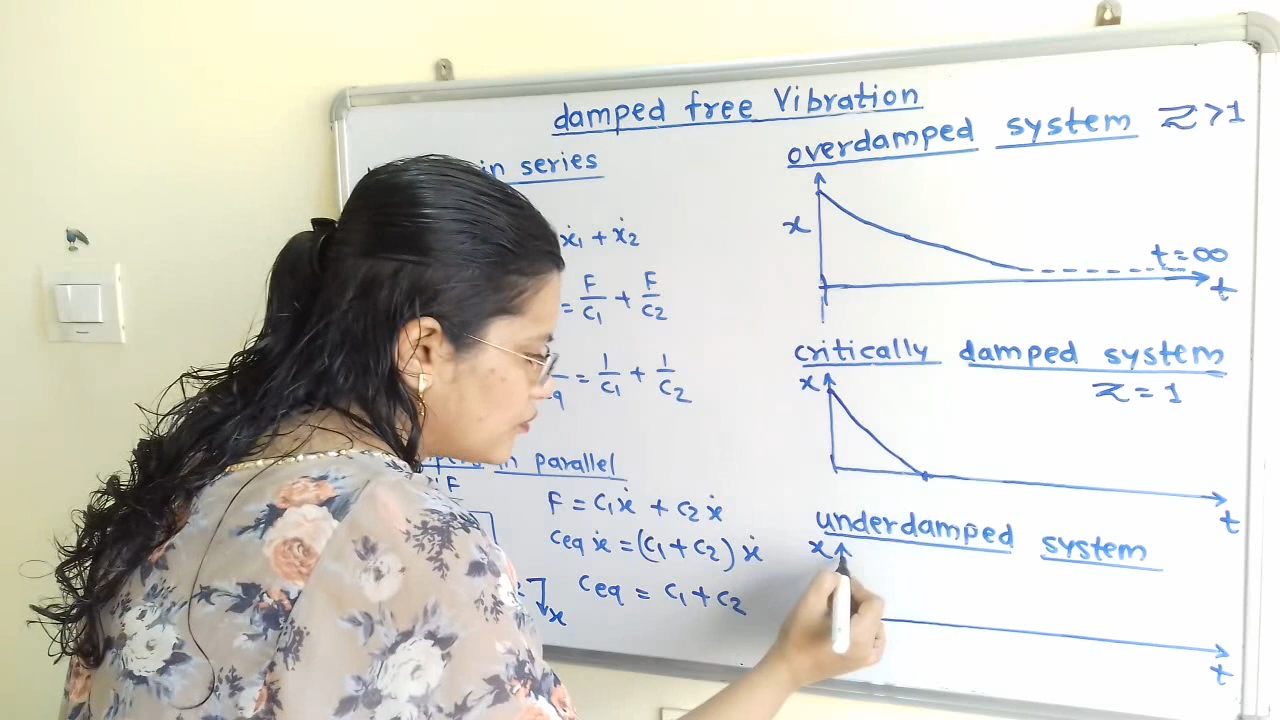 damped free Vibration
in series
ẋ1 + ẋ2
= F/C1 + F/C2
= 1/C1 + 1/C2
in parallel
F
F = C1ẋ + C2ẋ
Ceq ẋ = (C1 + C2) ẋ
Ceq = C1 + C2
x
overdamped system Z > 1
x
t = ∞
t
critically damped system
x
Z = 1
t
underdamped system
x
t